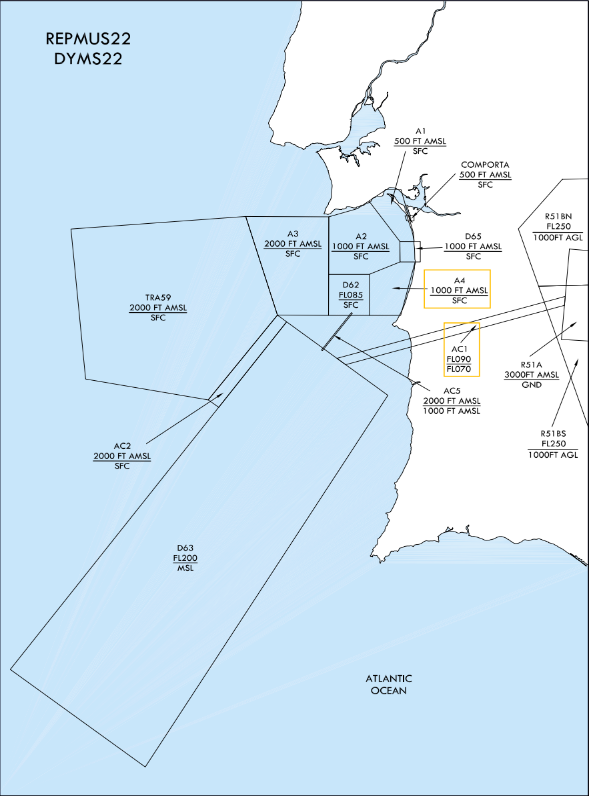 REPMUS22
DYMS22
A1
500 FT AMSL
SFC
COMPORTA
500 FT AMSL
SFC
R51BN
FL250
1000FT AGL
A3
2000 FT AMSL
SFC
A2
1000 FT AMSL
SFC
D65
1000 FT AMSL
SFC
TRA59
2000 FT AMSL
SFC
D62
FL085
SFC
A4
1000 FT AMSL
SFC
AC1
FL090
FL070
R51A
3000FT AMSL
GND
AC5
2000 FT AMSL
1000 FT AMSL
R51BS
FL250
1000FT AGL
AC2
2000 FT AMSL
SFC
D63
FL200
MSL
ATLANTIC
OCEAN